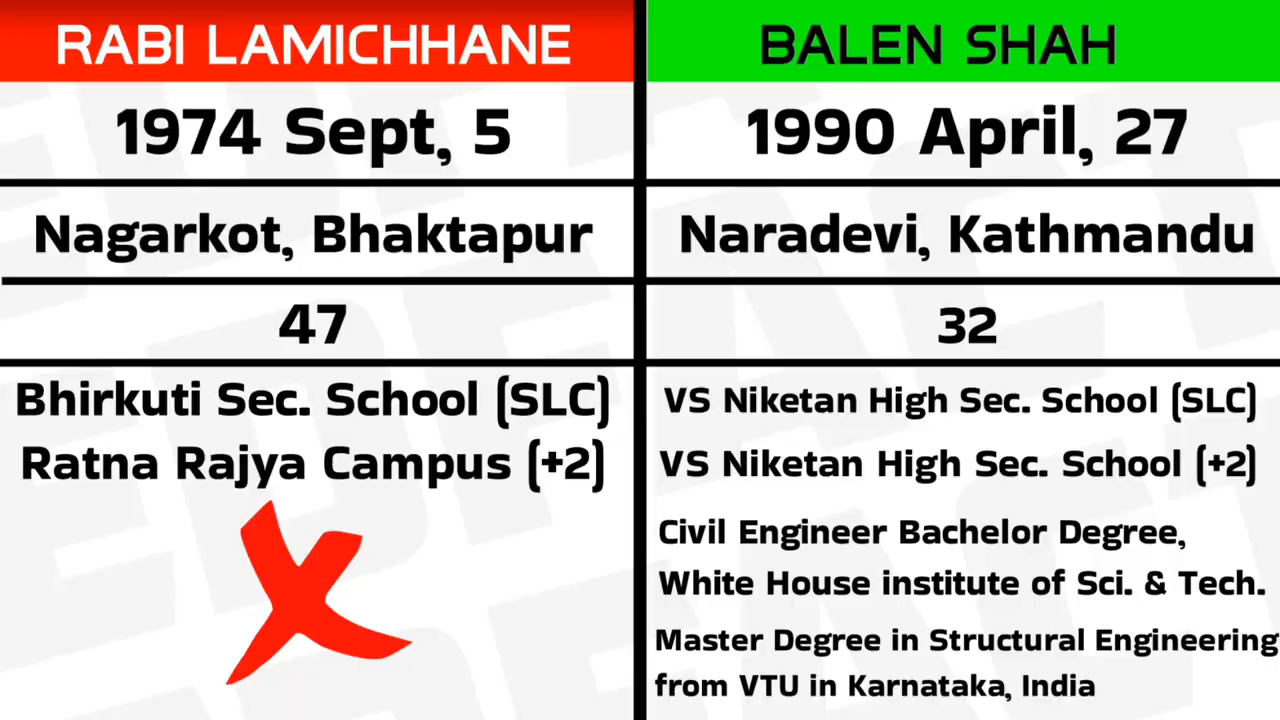 RABI LAMICHHANE
BALEN SHAH
1974 Sept, 5
1990 April, 27
Nagarkot, Bhaktapur
Naradevi, Kathmandu
47
32
Bhirkuti Sec. School (SLC)
Ratna Rajya Campus (+2)
VS Niketan High Sec. School (SLC)
VS Niketan High Sec. School (+2)
Civil Engineer Bachelor Degree,
White House institute of Sci. & Tech.
Master Degree in Structural Engineering
from VTU in Karnataka, India